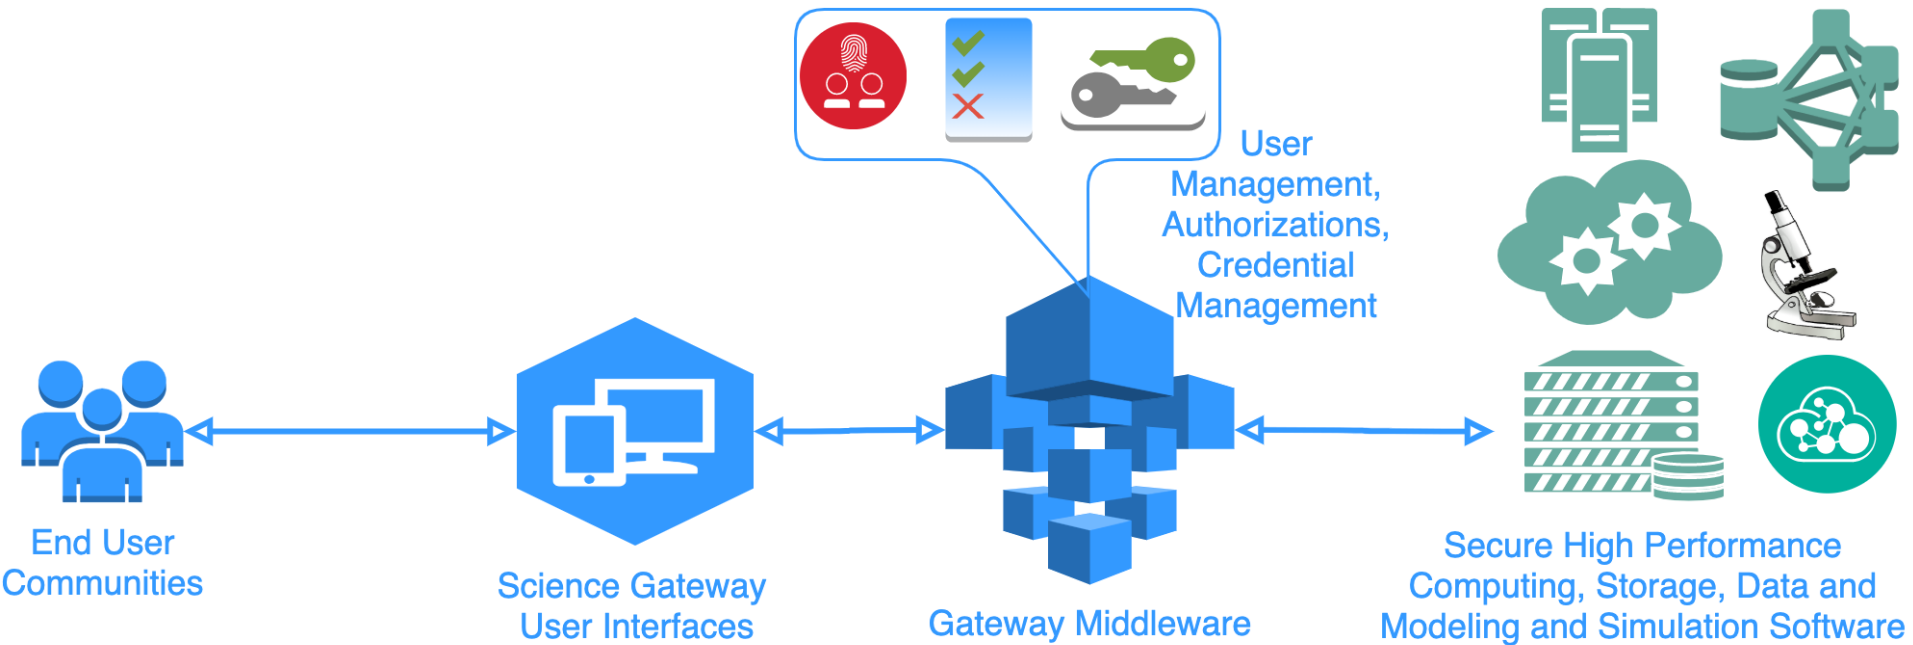 User
Management,
Authorizations,
Credential
Management
End User
Communities
Science Gateway
User Interfaces
Gateway Middleware
Secure High Performance
Computing, Storage, Data and
Modeling and Simulation Software